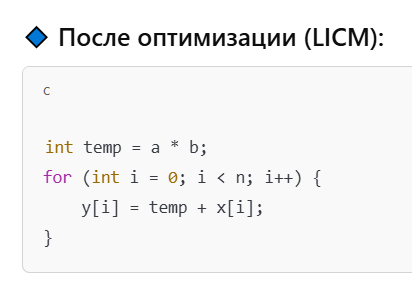 🔷 После оптимизации (LICM):
c
int temp = a * b;
for (int i = 0; i < n; i++) {
    y[i] = temp + x[i];
}